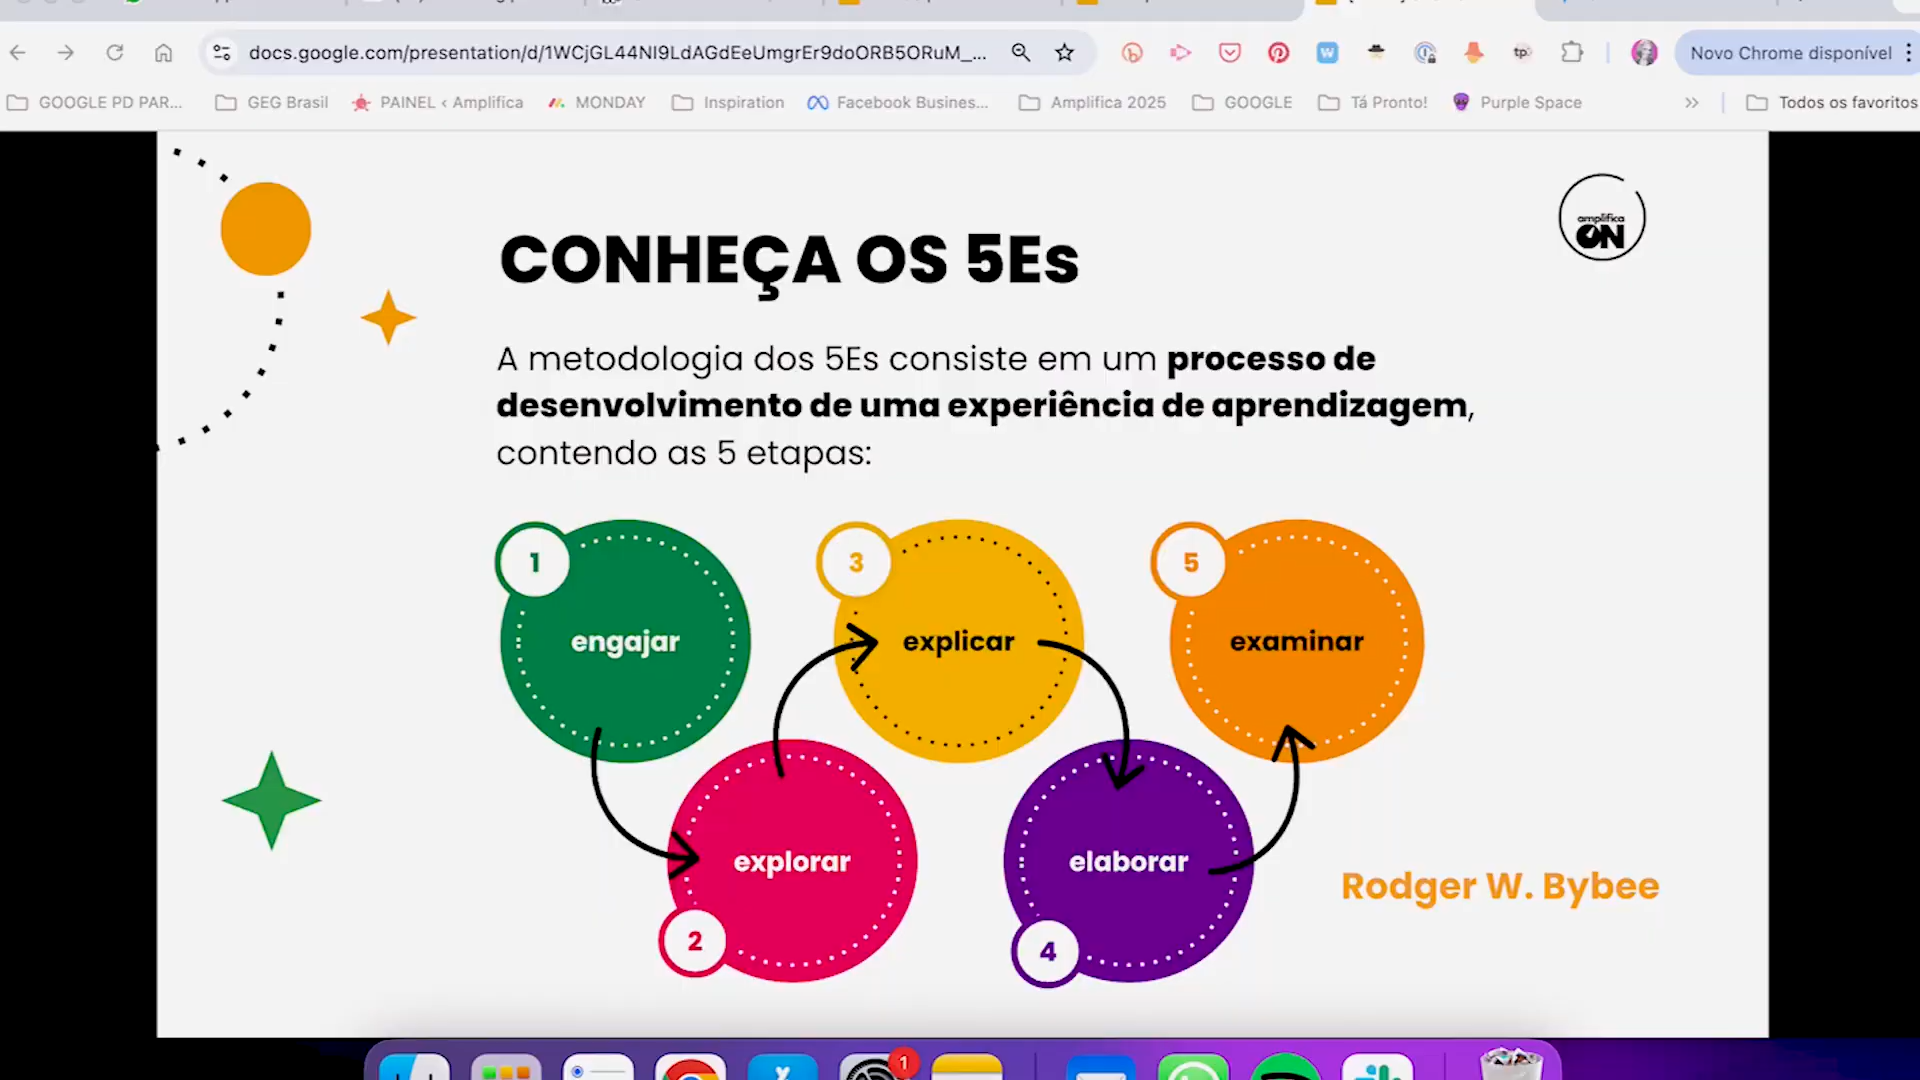 docs.google.com/presentation/d/1WCjGL44NI9LdAGdEeUmgrEr9doORB5ORuM_...
Novo Chrome disponível
GOOGLE PD PAR...
GEG Brasil
PAINEL ‹ Amplifica
MONDAY
Inspiration
Facebook Busines...
Amplifica 2025
GOOGLE
Tá Pronto!
Purple Space
Todos os favoritos
amplifica
ON
CONHEÇA OS 5Es
A metodologia dos 5Es consiste em um processo de
desenvolvimento de uma experiência de aprendizagem,
contendo as 5 etapas:
1
engajar
2
explorar
3
explicar
4
elaborar
5
examinar
Rodger W. Bybee
1